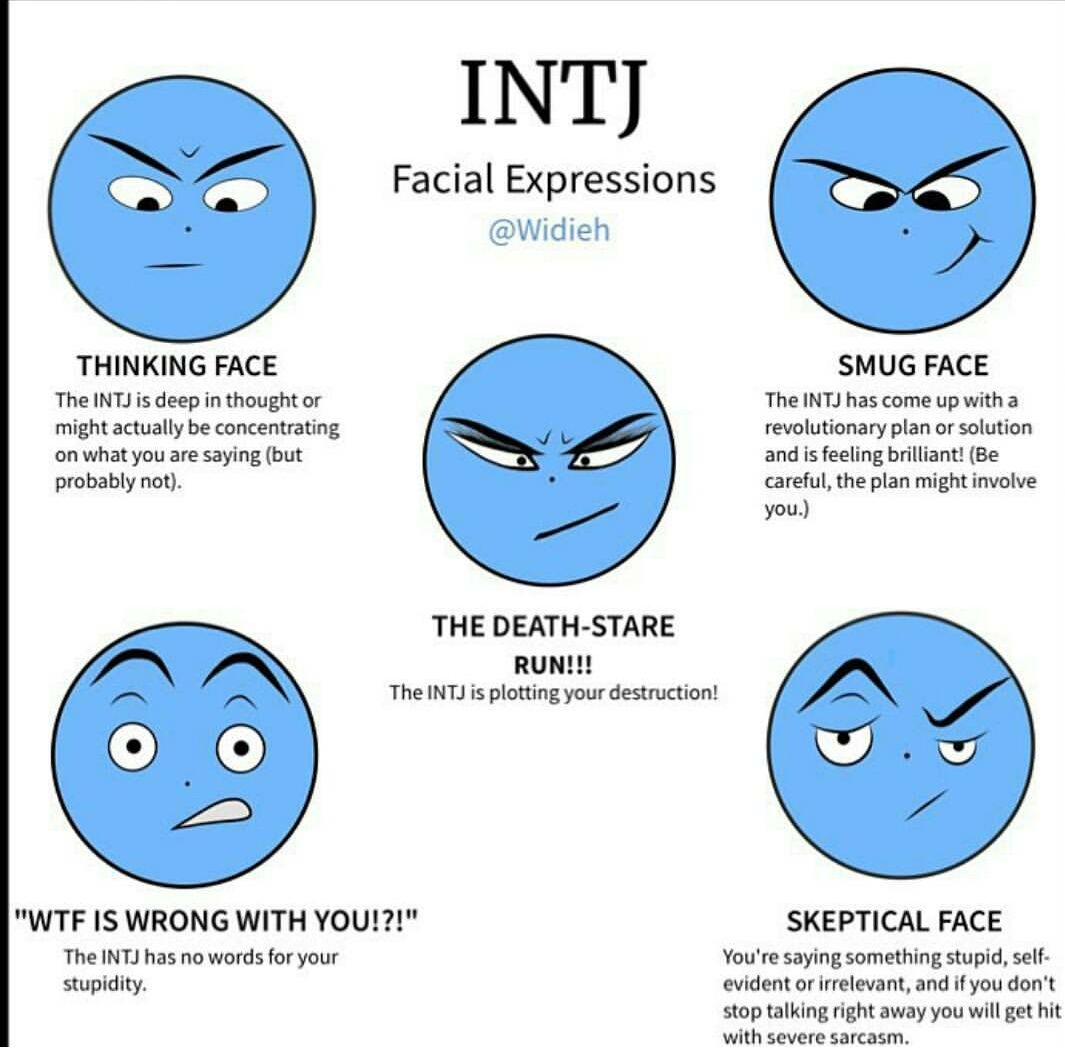 INTJ
Facial Expressions
@Widieh
THINKING FACE
The INTJ is deep in thought or
might actually be concentrating
on what you are saying (but
probably not).
SMUG FACE
The INTJ has come up with a
revolutionary plan or solution
and is feeling brilliant! (Be
careful, the plan might involve
you.)
THE DEATH-STARE
RUN!!!
The INTJ is plotting your destruction!
"WTF IS WRONG WITH YOU!?!"
The INTJ has no words for your
stupidity.
SKEPTICAL FACE
You're saying something stupid, self-
evident or irrelevant, and if you don't
stop talking right away you will get hit
with severe sarcasm.